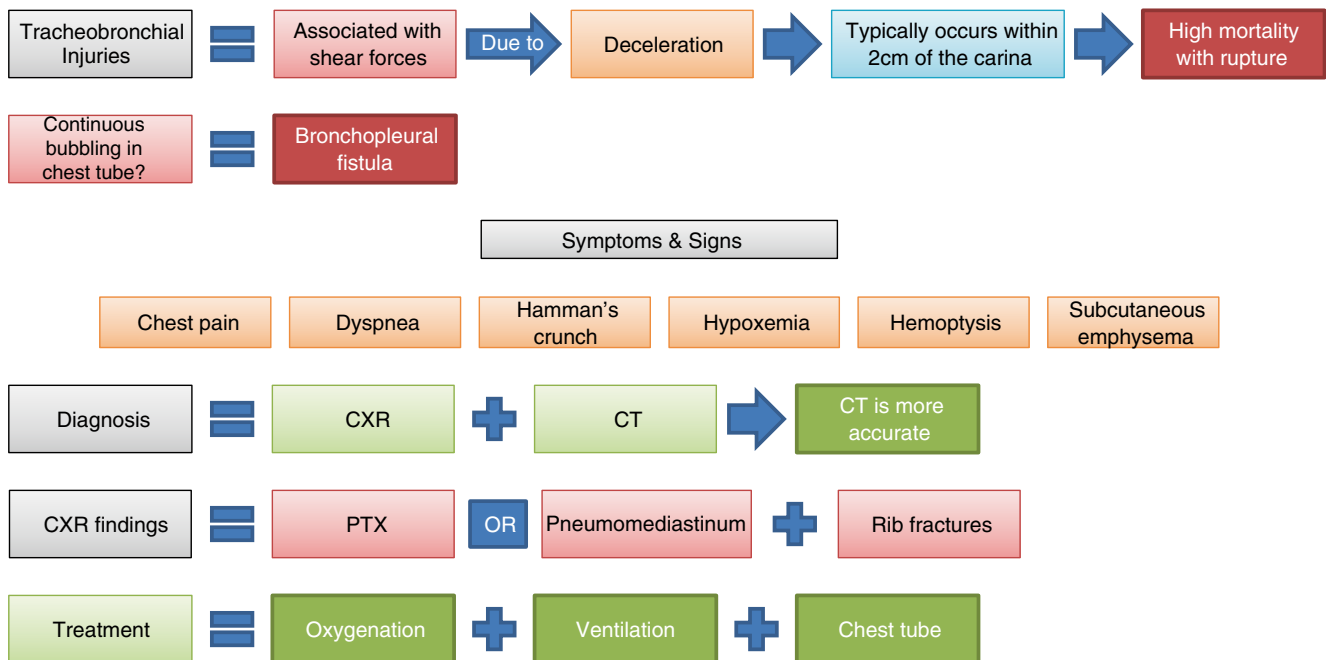 Tracheobronchial
Injuries
Associated with
shear forces
Due to
Deceleration
Typically occurs within
2cm of the carina
High mortality
with rupture
Continuous
bubbling in
chest tube?
Bronchopleural
fistula
Symptoms & Signs
Chest pain
Dyspnea
Hamman’s
crunch
Hypoxemia
Hemoptysis
Subcutaneous
emphysema
Diagnosis
CXR
CT
CT is more
accurate
CXR findings
PTX
OR
Pneumomediastinum
Rib fractures
Treatment
Oxygenation
Ventilation
Chest tube